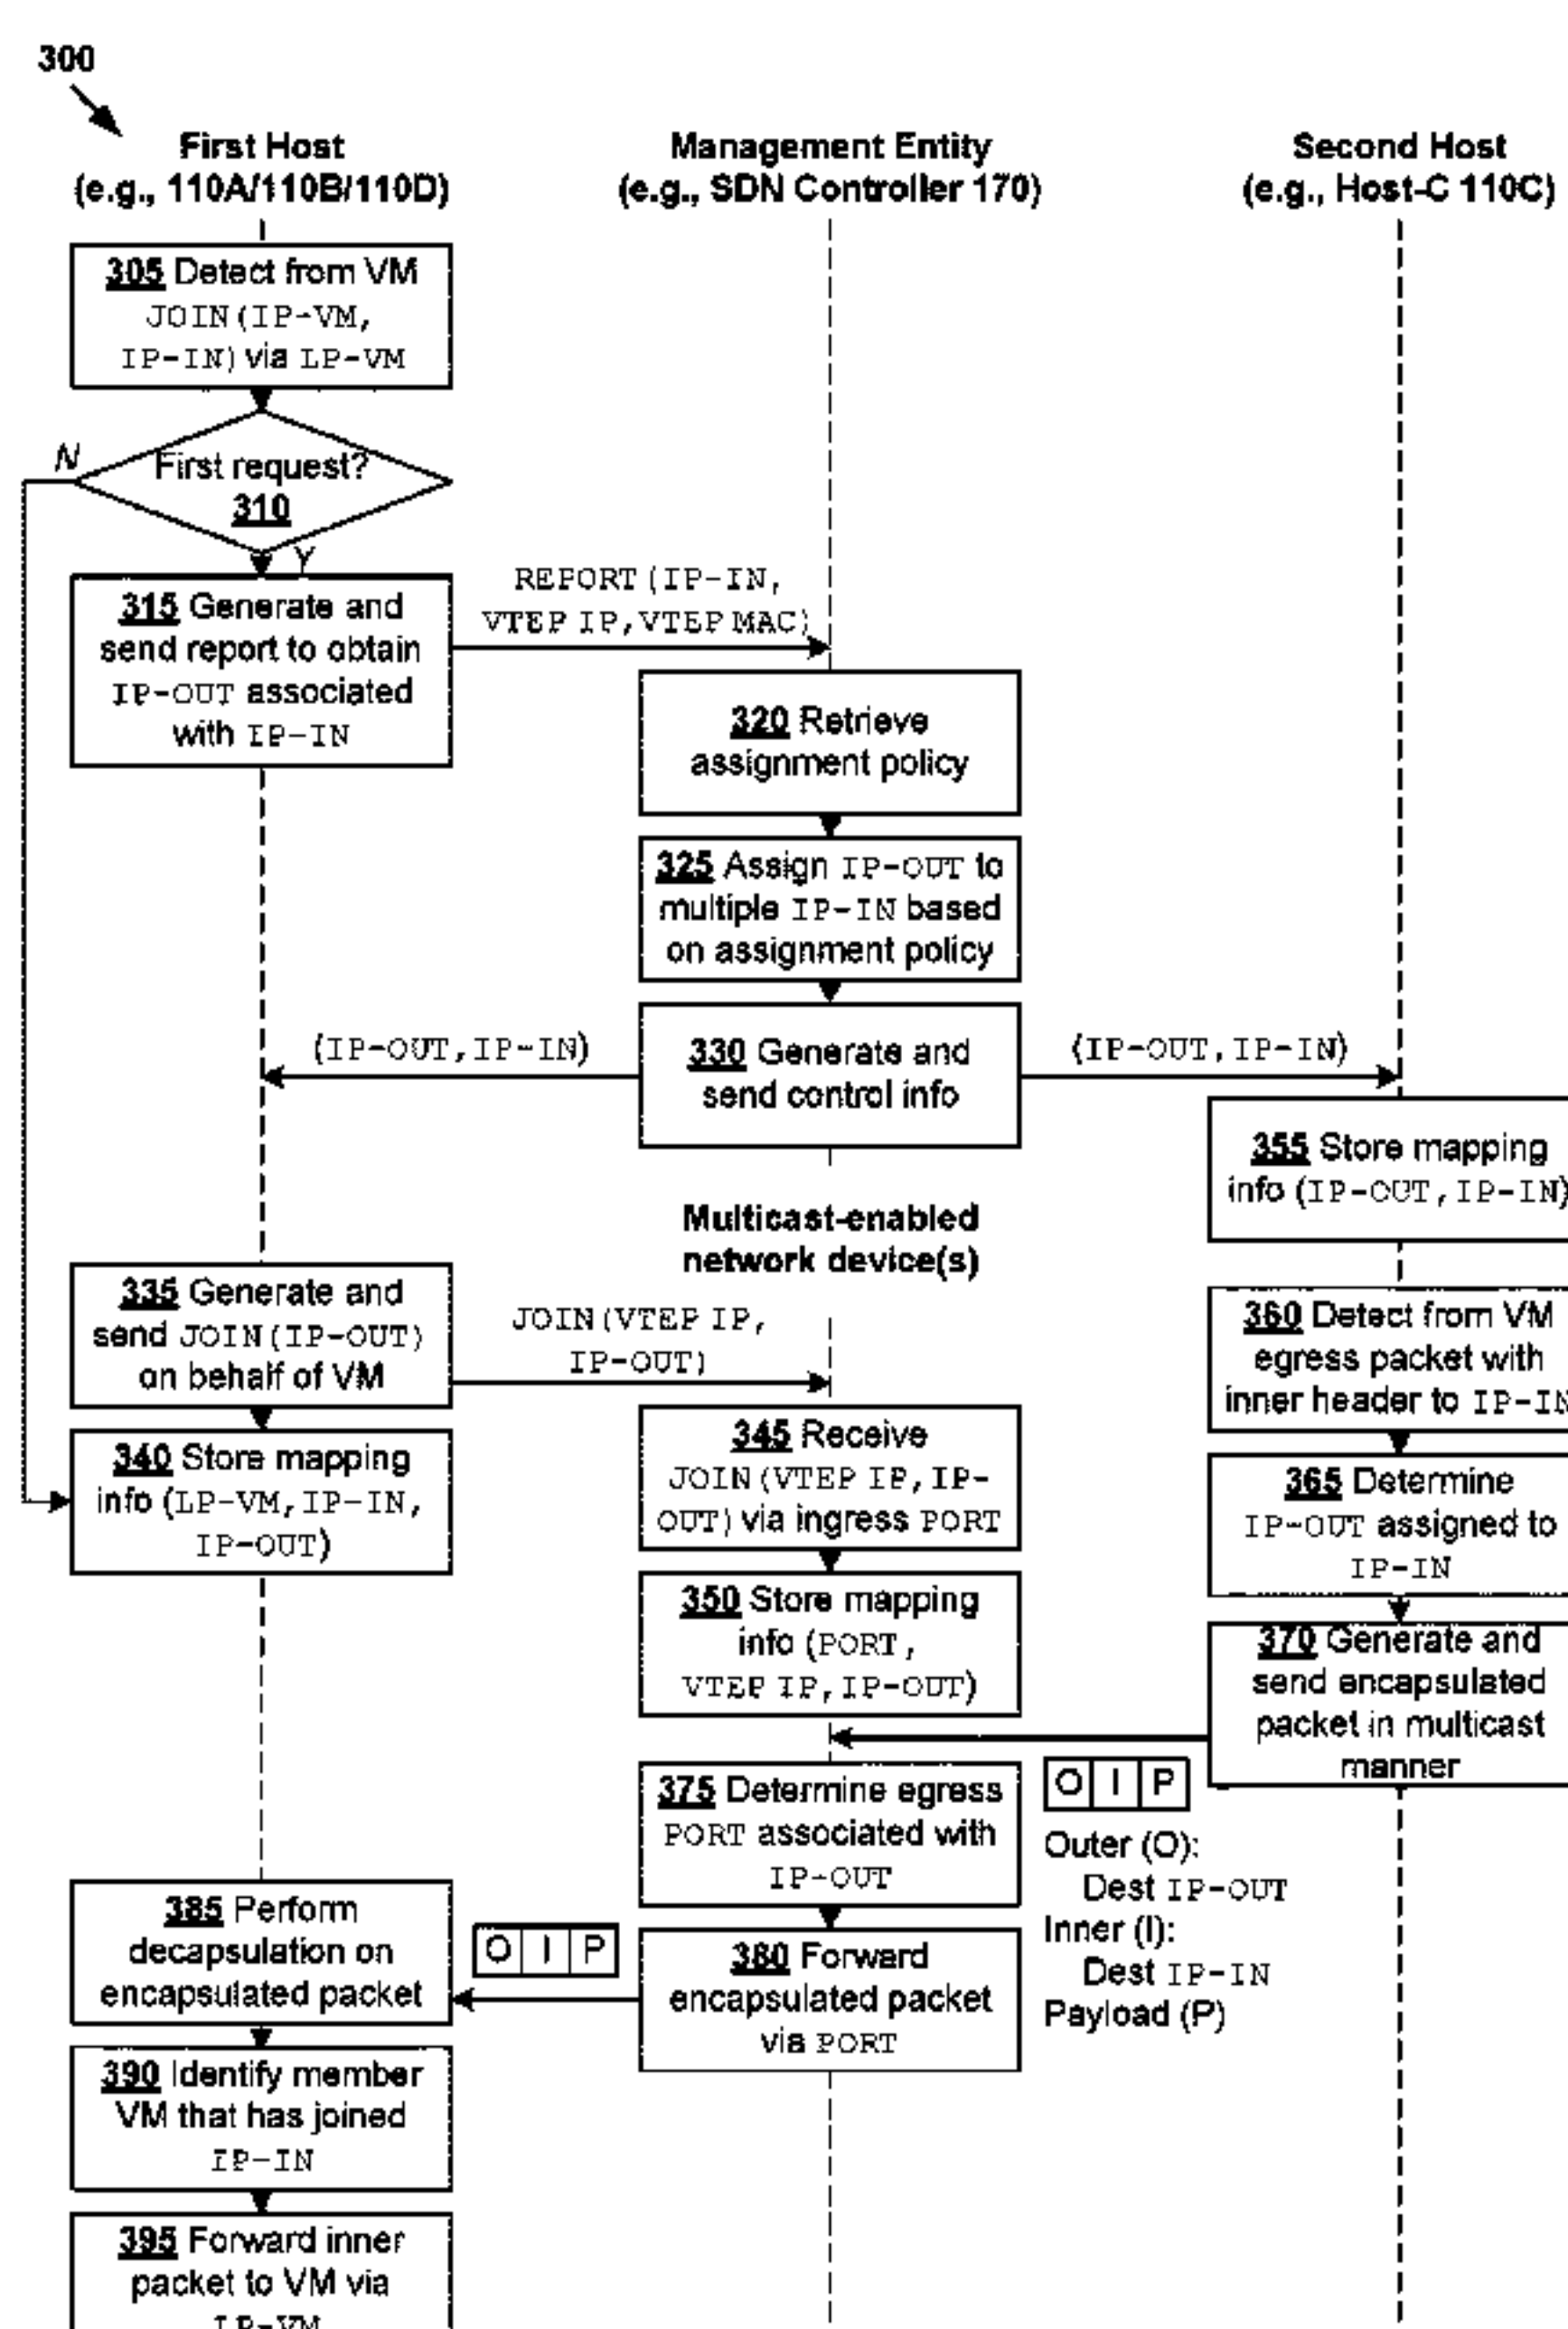 300
First Host
(e.g., 110A/110B/110D)
Management Entity
(e.g., SDN Controller 170)
Second Host
(e.g., Host-C 110C)
305 Detect from VM
JOIN(IP-VM,
IP-IN) via LP-VM
N
First request?
310
Y
315 Generate and
send report to obtain
IP-OUT associated
with IP-IN
REPORT(IP-IN,
VTEP IP, VTEP MAC)
320 Retrieve
assignment policy
325 Assign IP-OUT to
multiple IP-IN based
on assignment policy
(IP-OUT, IP-IN)
330 Generate and
send control info
(IP-OUT, IP-IN)
355 Store mapping
info (IP-OUT, IP-IN)
Multicast-enabled
network device(s)
335 Generate and
send JOIN(IP-OUT)
on behalf of VM
JOIN(VTEP IP,
IP-OUT)
360 Detect from VM
egress packet with
inner header to IP-IN
340 Store mapping
info (LP-VM, IP-IN,
IP-OUT)
345 Receive
JOIN(VTEP IP, IP-
OUT) via ingress PORT
365 Determine
IP-OUT assigned to
IP-IN
350 Store mapping
info (PORT,
VTEP IP, IP-OUT)
370 Generate and
send encapsulated
packet in multicast
manner
375 Determine egress
PORT associated with
IP-OUT
O I P
Outer (O):
Dest IP-OUT
Inner (I):
Dest IP-IN
Payload (P)
385 Perform
decapsulation on
encapsulated packet
O I P
380 Forward
encapsulated packet
via PORT
390 Identify member
VM that has joined
IP-IN
395 Forward inner
packet to VM via
LP-VM